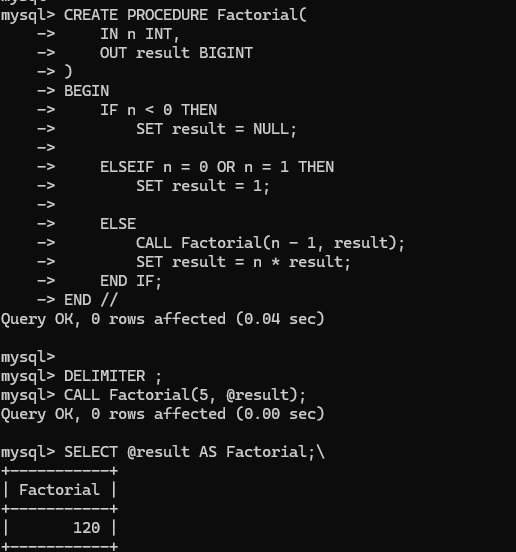 mysql>
mysql> CREATE PROCEDURE Factorial(
    ->     IN n INT,
    ->     OUT result BIGINT
    -> )
    -> BEGIN
    ->     IF n < 0 THEN
    ->         SET result = NULL;
    ->
    ->     ELSEIF n = 0 OR n = 1 THEN
    ->         SET result = 1;
    ->
    ->     ELSE
    ->         CALL Factorial(n - 1, result);
    ->         SET result = n * result;
    ->     END IF;
    -> END //
Query OK, 0 rows affected (0.04 sec)

mysql>
mysql> DELIMITER ;
mysql> CALL Factorial(5, @result);
Query OK, 0 rows affected (0.00 sec)

mysql> SELECT @result AS Factorial;\
+-----------+
| Factorial |
+-----------+
|       120 |
+-----------+